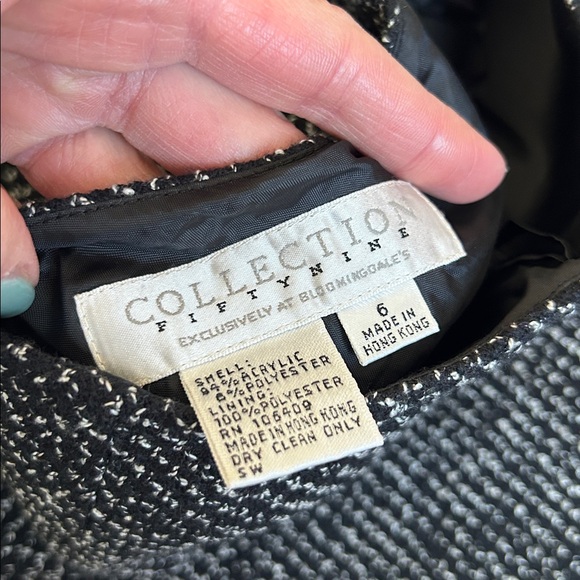 COLLECTION
FIFTYNINE
EXCLUSIVELY AT BLOOMINGDALE'S
6
MADE IN
HONG KONG
SHELL:
94%ACRYLIC
6%POLYESTER
LINING:
100%POLYESTER
RN 106409
MADE IN HONG KONG
DRY CLEAN ONLY
SW